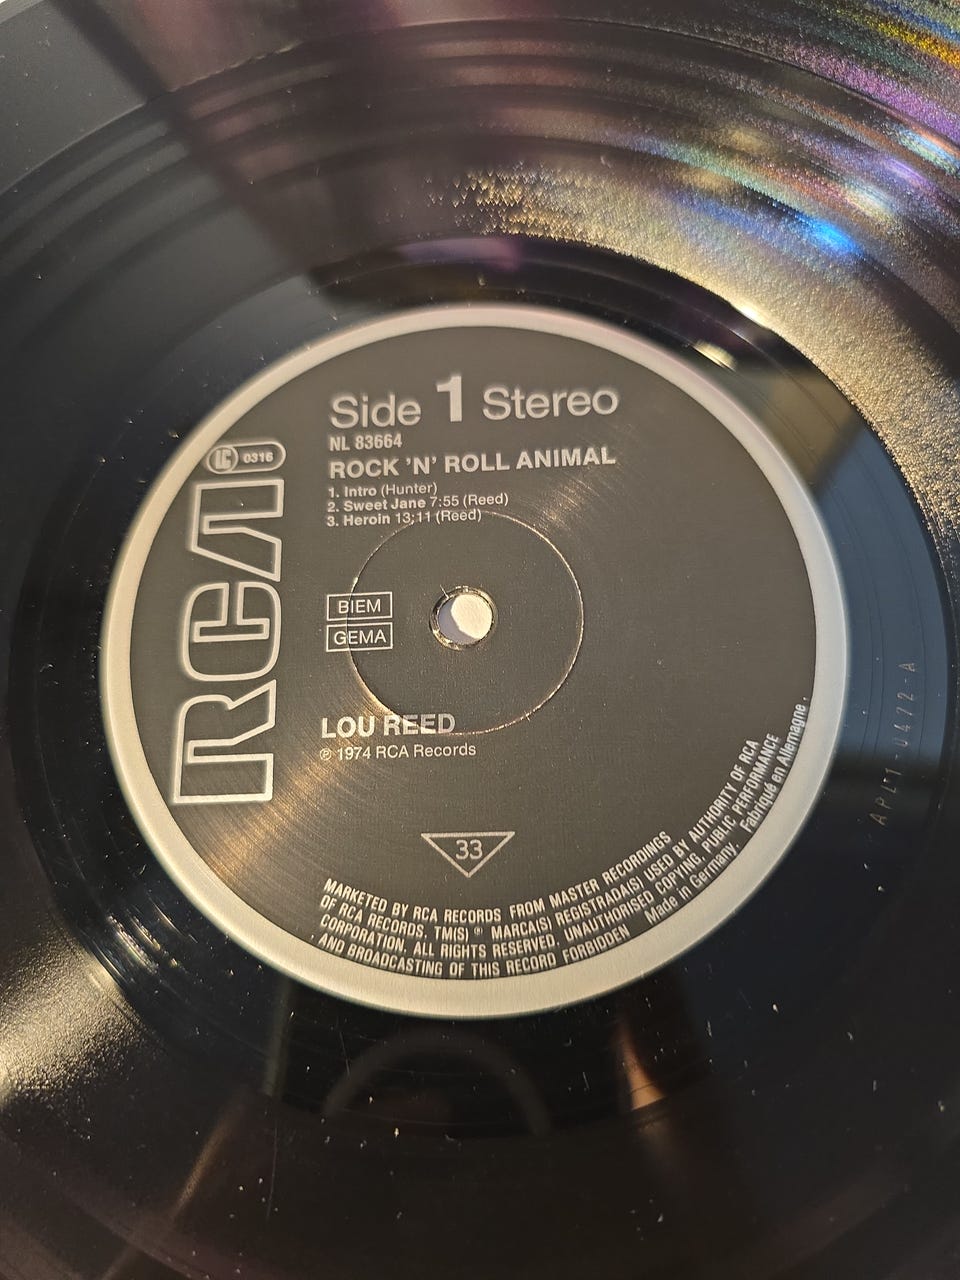 Side 1 Stereo
NL 83664
ROCK 'N' ROLL ANIMAL
1. Intro (Hunter)
2. Sweet Jane 7:55 (Reed)
3. Heroin 13:11 (Reed)
LC 0316
RCA
BIEM
GEMA
LOU REED
℗ 1974 RCA Records
33
MARKETED BY RCA RECORDS FROM MASTER RECORDINGS
OF RCA RECORDS. TM(S) ® MARCA(S) REGISTRADA(S) USED BY AUTHORITY OF RCA
CORPORATION. ALL RIGHTS RESERVED. UNAUTHORISED COPYING, PUBLIC PERFORMANCE
AND BROADCASTING OF THIS RECORD FORBIDDEN
Made in Germany. Fabriqué en Allemagne.
APL1-0472-A